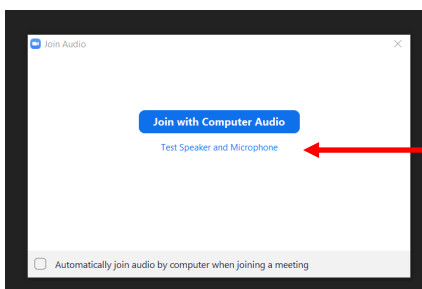 Join Audio
Join with Computer Audio
Test Speaker and Microphone
Automatically join audio by computer when joining a meeting